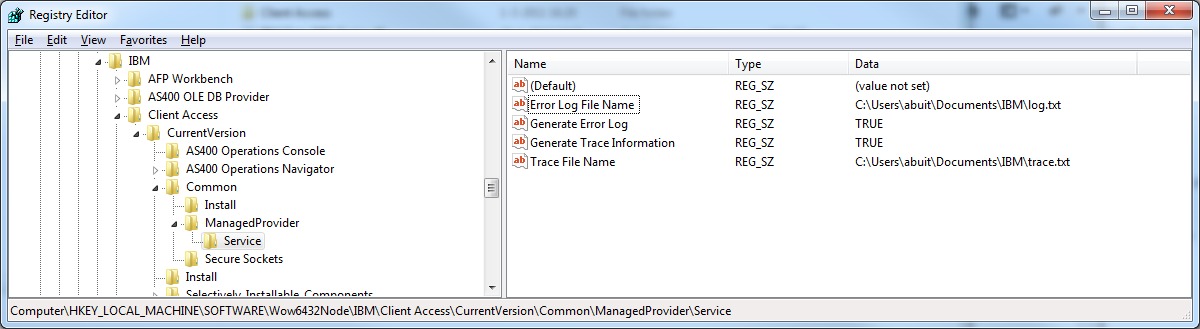 Client Access
Registry Editor
File Edit View Favorites Help
IBM
AFP Workbench
AS400 OLE DB Provider
Client Access
CurrentVersion
AS400 Operations Console
AS400 Operations Navigator
Common
Install
ManagedProvider
Service
Secure Sockets
Install
Selectively Installable Components
Name Type Data
(Default) REG_SZ (value not set)
Error Log File Name REG_SZ C:\Users\abuit\Documents\IBM\log.txt
Generate Error Log REG_SZ TRUE
Generate Trace Information REG_SZ TRUE
Trace File Name REG_SZ C:\Users\abuit\Documents\IBM\trace.txt
Computer\HKEY_LOCAL_MACHINE\SOFTWARE\Wow6432Node\IBM\Client Access\CurrentVersion\Common\ManagedProvider\Service